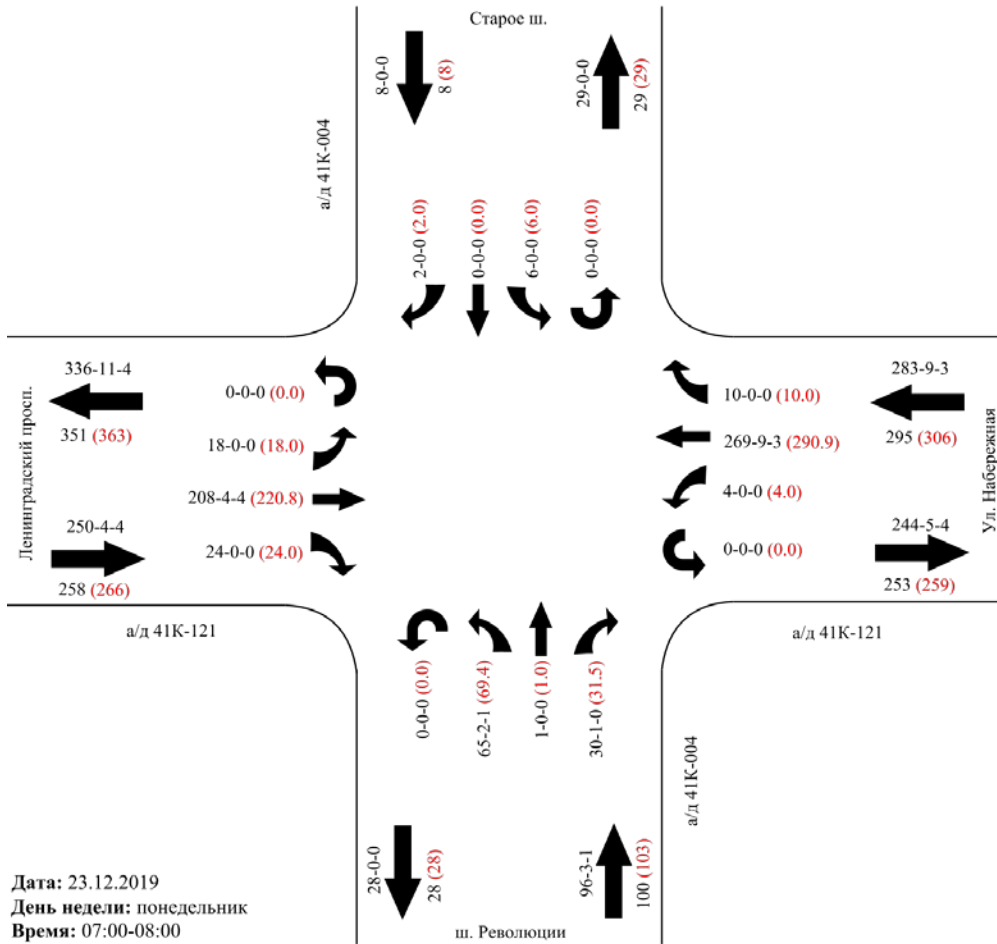 Старое ш.
8-0-0
8 (8)
29-0-0
29 (29)
а/д 41К-004
2-0-0 (2.0)
0-0-0 (0.0)
6-0-0 (6.0)
0-0-0 (0.0)
Ленинградский просп.
336-11-4
351 (363)
250-4-4
258 (266)
0-0-0 (0.0)
18-0-0 (18.0)
208-4-4 (220.8)
24-0-0 (24.0)
10-0-0 (10.0)
269-9-3 (290.9)
4-0-0 (4.0)
0-0-0 (0.0)
283-9-3
295 (306)
244-5-4
253 (259)
Ул. Набережная
а/д 41К-121
а/д 41К-121
0-0-0 (0.0)
65-2-1 (69.4)
1-0-0 (1.0)
30-1-0 (31.5)
а/д 41К-004
28-0-0
28 (28)
96-3-1
100 (103)
Дата: 23.12.2019
День недели: понедельник
Время: 07:00-08:00
ш. Революции